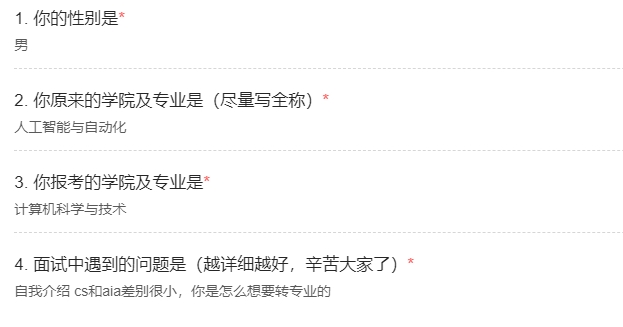 1. 你的性别是*
男
2. 你原来的学院及专业是（尽量写全称）*
人工智能与自动化
3. 你报考的学院及专业是*
计算机科学与技术
4. 面试中遇到的问题是（越详细越好，辛苦大家了）*
自我介绍 cs和aia差别很小，你是怎么想要转专业的